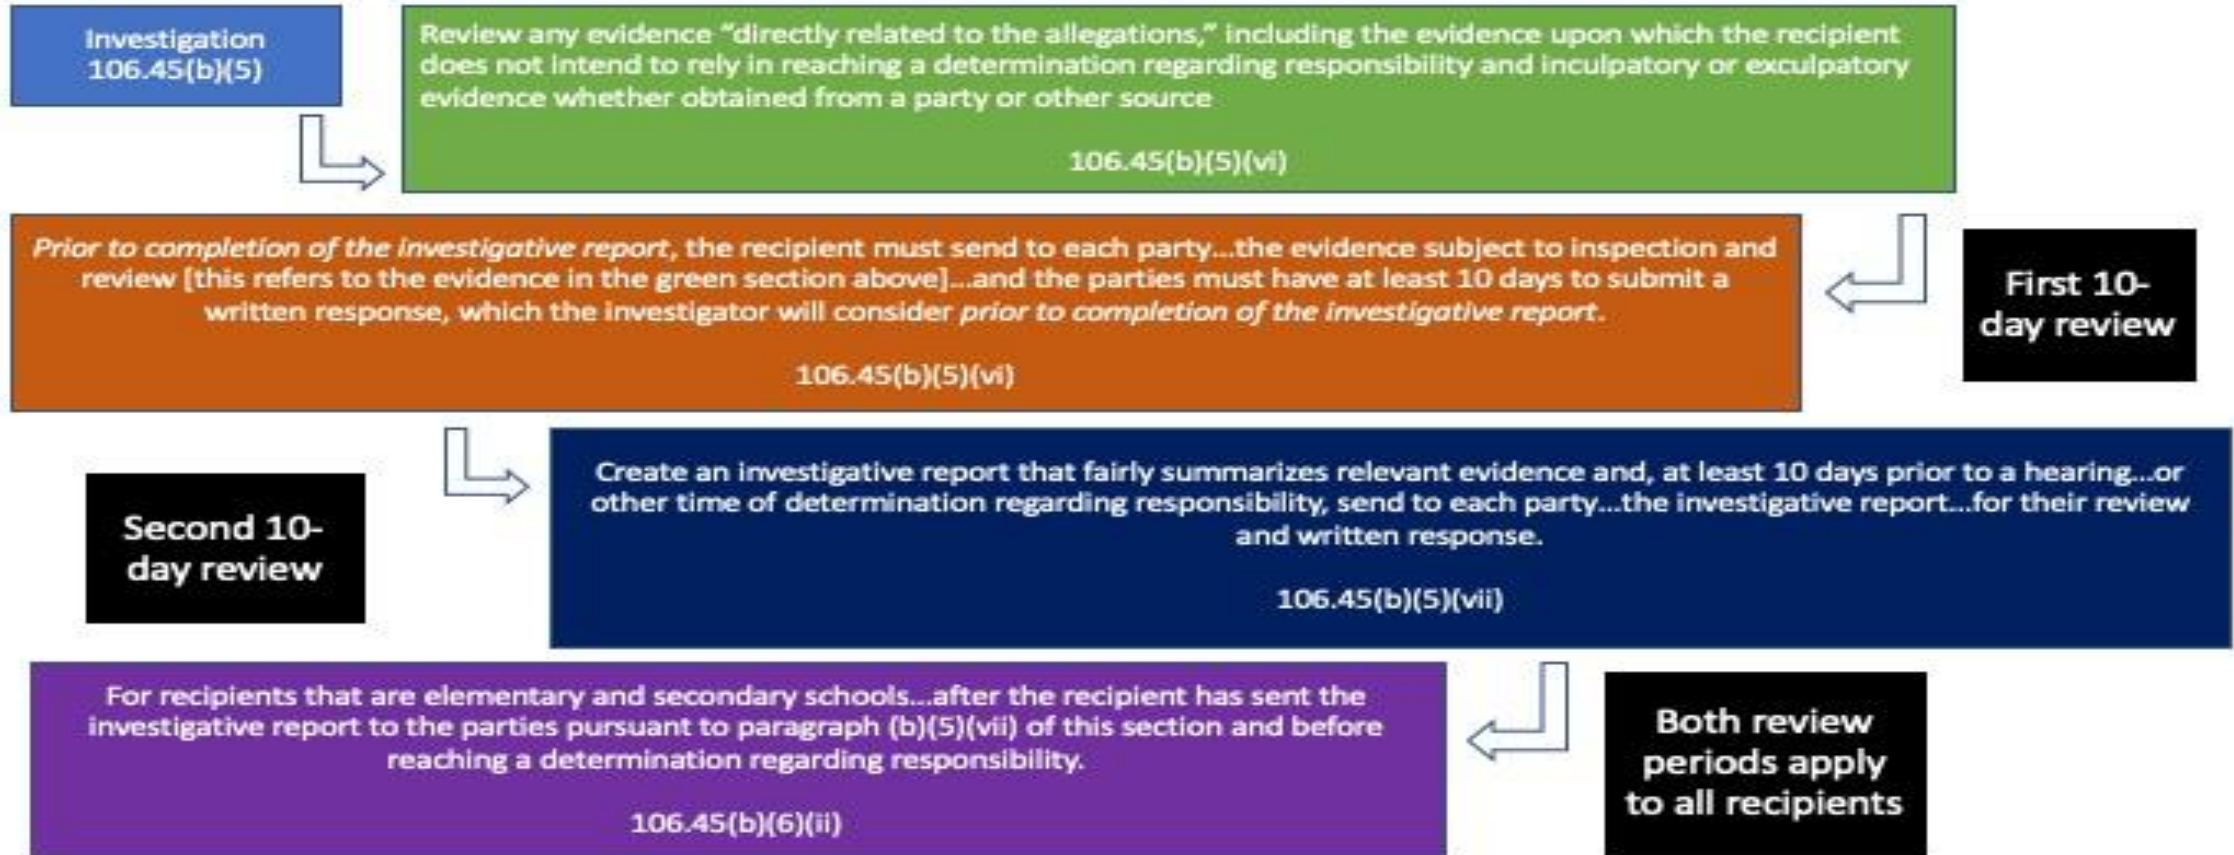 Investigation
106.45(b)(5)
Review any evidence “directly related to the allegations,” including the evidence upon which the recipient
does not intend to rely in reaching a determination regarding responsibility and inculpatory or exculpatory
evidence whether obtained from a party or other source
106.45(b)(5)(vi)
Prior to completion of the investigative report, the recipient must send to each party...the evidence subject to inspection and
review [this refers to the evidence in the green section above]...and the parties must have at least 10 days to submit a
written response, which the investigator will consider prior to completion of the investigative report.
106.45(b)(5)(vi)
First 10-
day review
Second 10-
day review
Create an investigative report that fairly summarizes relevant evidence and, at least 10 days prior to a hearing...or
other time of determination regarding responsibility, send to each party...the investigative report...for their review
and written response.
106.45(b)(5)(vii)
For recipients that are elementary and secondary schools...after the recipient has sent the
investigative report to the parties pursuant to paragraph (b)(5)(vii) of this section and before
reaching a determination regarding responsibility.
106.45(b)(6)(ii)
Both review
periods apply
to all recipients